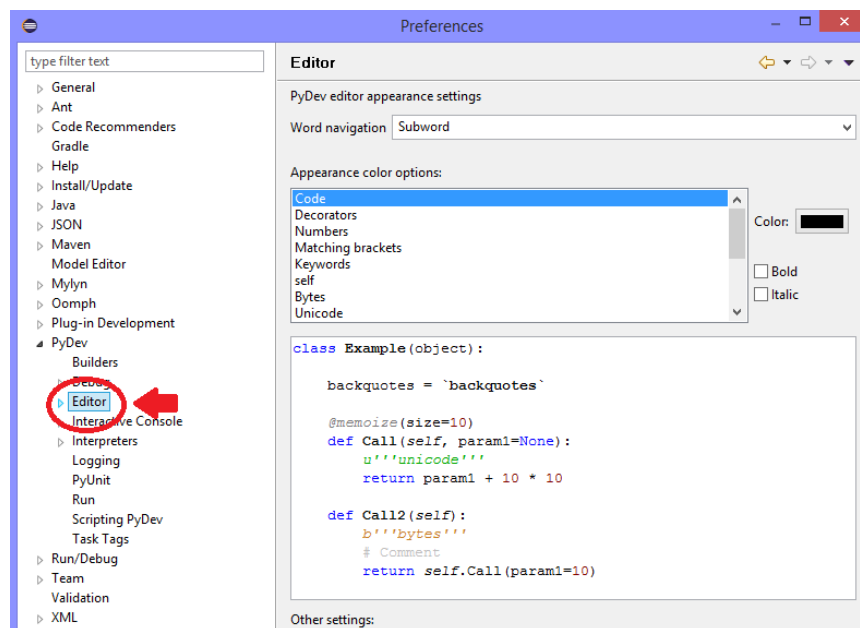 Preferences
type filter text
General
Ant
Code Recommenders
Gradle
Help
Install/Update
Java
JSON
Maven
Model Editor
Mylyn
Oomph
Plug-in Development
PyDev
Builders
Debug
Editor
Interactive Console
Interpreters
Logging
PyUnit
Run
Scripting PyDev
Task Tags
Run/Debug
Team
Validation
XML
Editor
PyDev editor appearance settings
Word navigation Subword
Appearance color options:
Code
Decorators
Numbers
Matching brackets
Keywords
self
Bytes
Unicode
Color:
Bold
Italic
class Example(object):
    backquotes = `backquotes`
    @memoize(size=10)
    def Call(self, param1=None):
        u'''unicode'''
        return param1 + 10 * 10
    def Call2(self):
        b'''bytes'''
        # Comment
        return self.Call(param1=10)
Other settings: